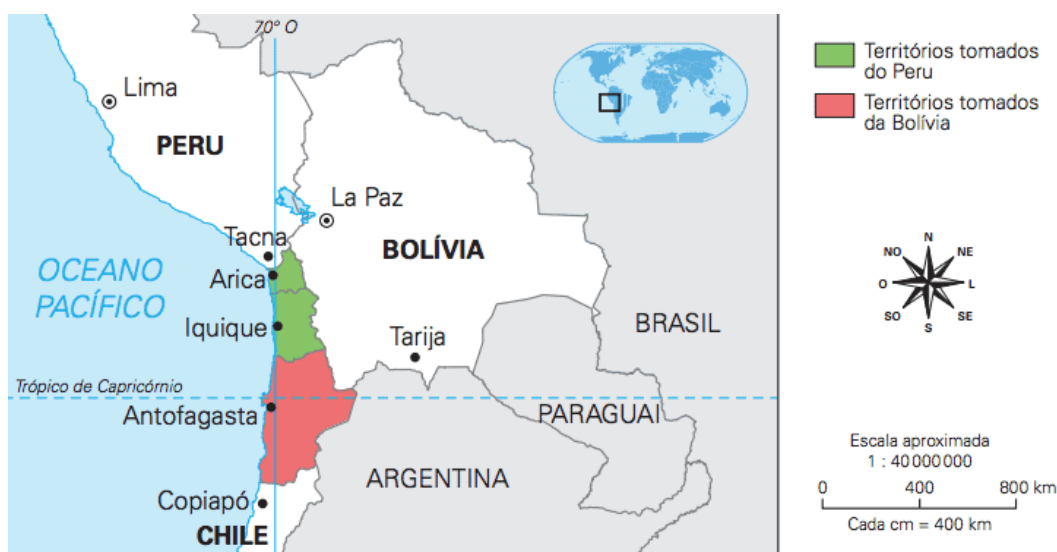 70° O
Lima
PERU
La Paz
Tacna
BOLÍVIA
OCEANO
PACÍFICO
Arica
Iquique
BRASIL
Tarija
Trópico de Capricórnio
Antofagasta
PARAGUAI
ARGENTINA
Copiapó
CHILE
Territórios tomados
do Peru
Territórios tomados
da Bolívia
N
NO
NE
O
L
SO
SE
S
Escala aproximada
1 : 40 000 000
0 400 800 km
Cada cm = 400 km